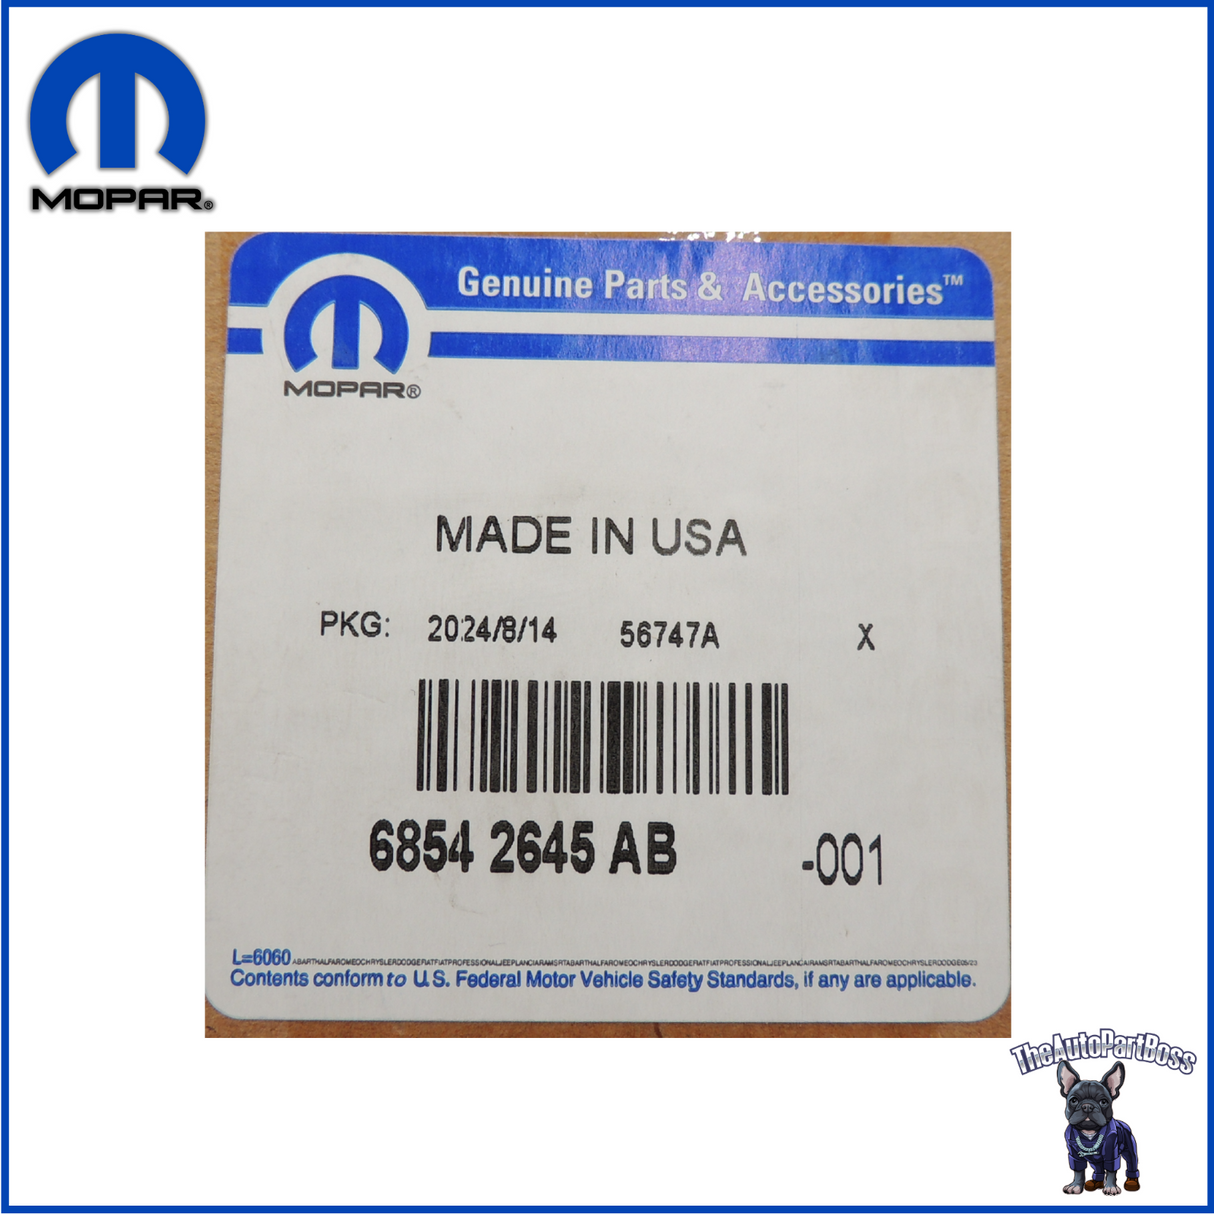 MOPAR®
Genuine Parts & Accessories™
MOPAR®
MADE IN USA
PKG: 2024/8/14 56747A X
6854 2645 AB -001
L=6060
Contents conform to U.S. Federal Motor Vehicle Safety Standards, if any are applicable.
TheAutoPartBoss